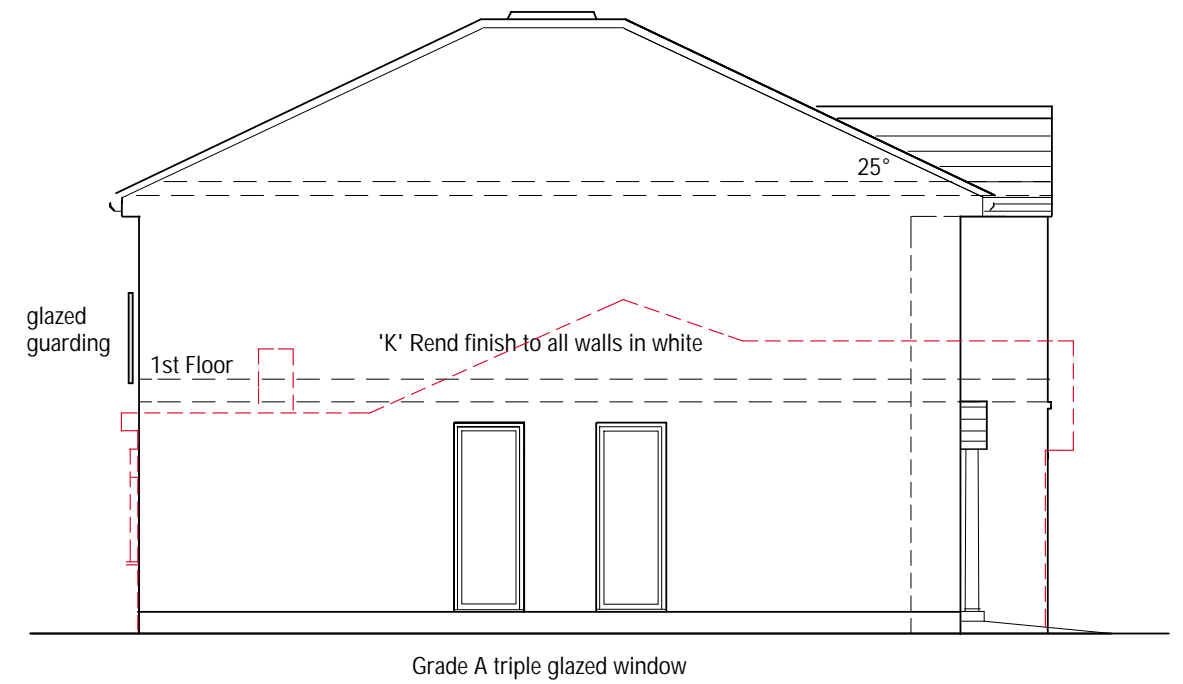 25°
glazed
guarding
'K' Rend finish to all walls in white
1st Floor
Grade A triple glazed window